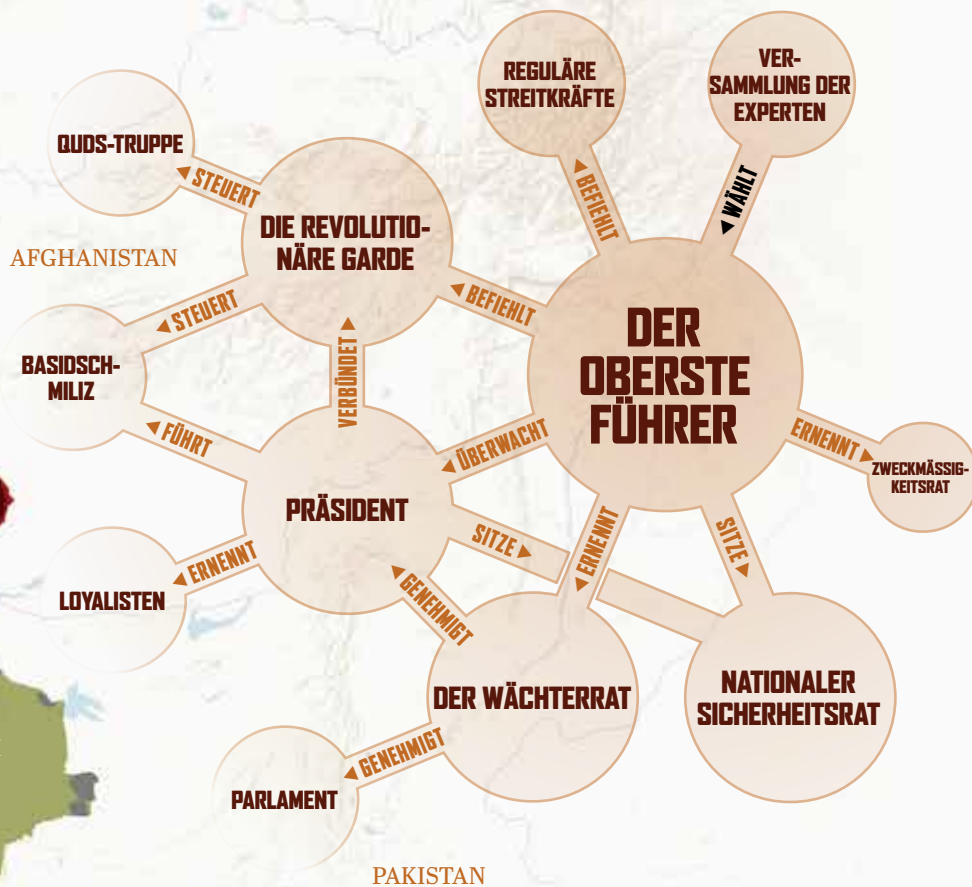 REGULÄRE
STREITKRÄFTE
VER-
SAMMLUNG DER
EXPERTEN
QUDS-TRUPPE
◄ STEUERT
DIE REVOLUTIO-
NÄRE GARDE
◄ BEFIEHLT
◄ WÄHLT
AFGHANISTAN
◄ STEUERT
◄ BEFIEHLT
DER
OBERSTE
FÜHRER
BASIDSCH-
MILIZ
VERBÜNDET ►
◄ FÜHRT
◄ ÜBERWACHT
ERNENNT ►
ZWECKMÄSSIG-
KEITSRAT
PRÄSIDENT
SITZE ►
◄ ERNENNT
SITZE ►
◄ ERNENNT
LOYALISTEN
◄ GENEHMIGT
DER WÄCHTERRAT
NATIONALER
SICHERHEITSRAT
◄ GENEHMIGT
PARLAMENT
PAKISTAN